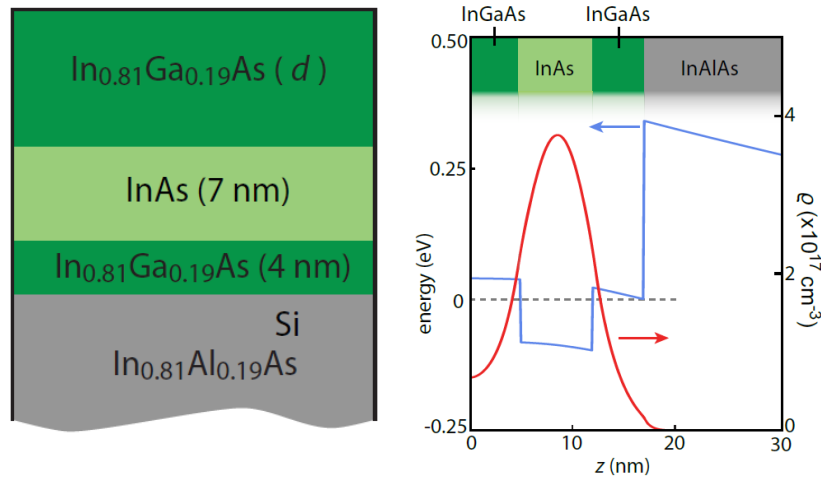 In0.81Ga0.19As ( d )
InAs (7 nm)
In0.81Ga0.19As (4 nm)
Si
In0.81Al0.19As
InGaAs
InGaAs
InAs
InAlAs
0.50
0.25
0
-0.25
energy (eV)
4
2
0
ϱ (x10^17 cm^-3)
0
10
20
30
z (nm)